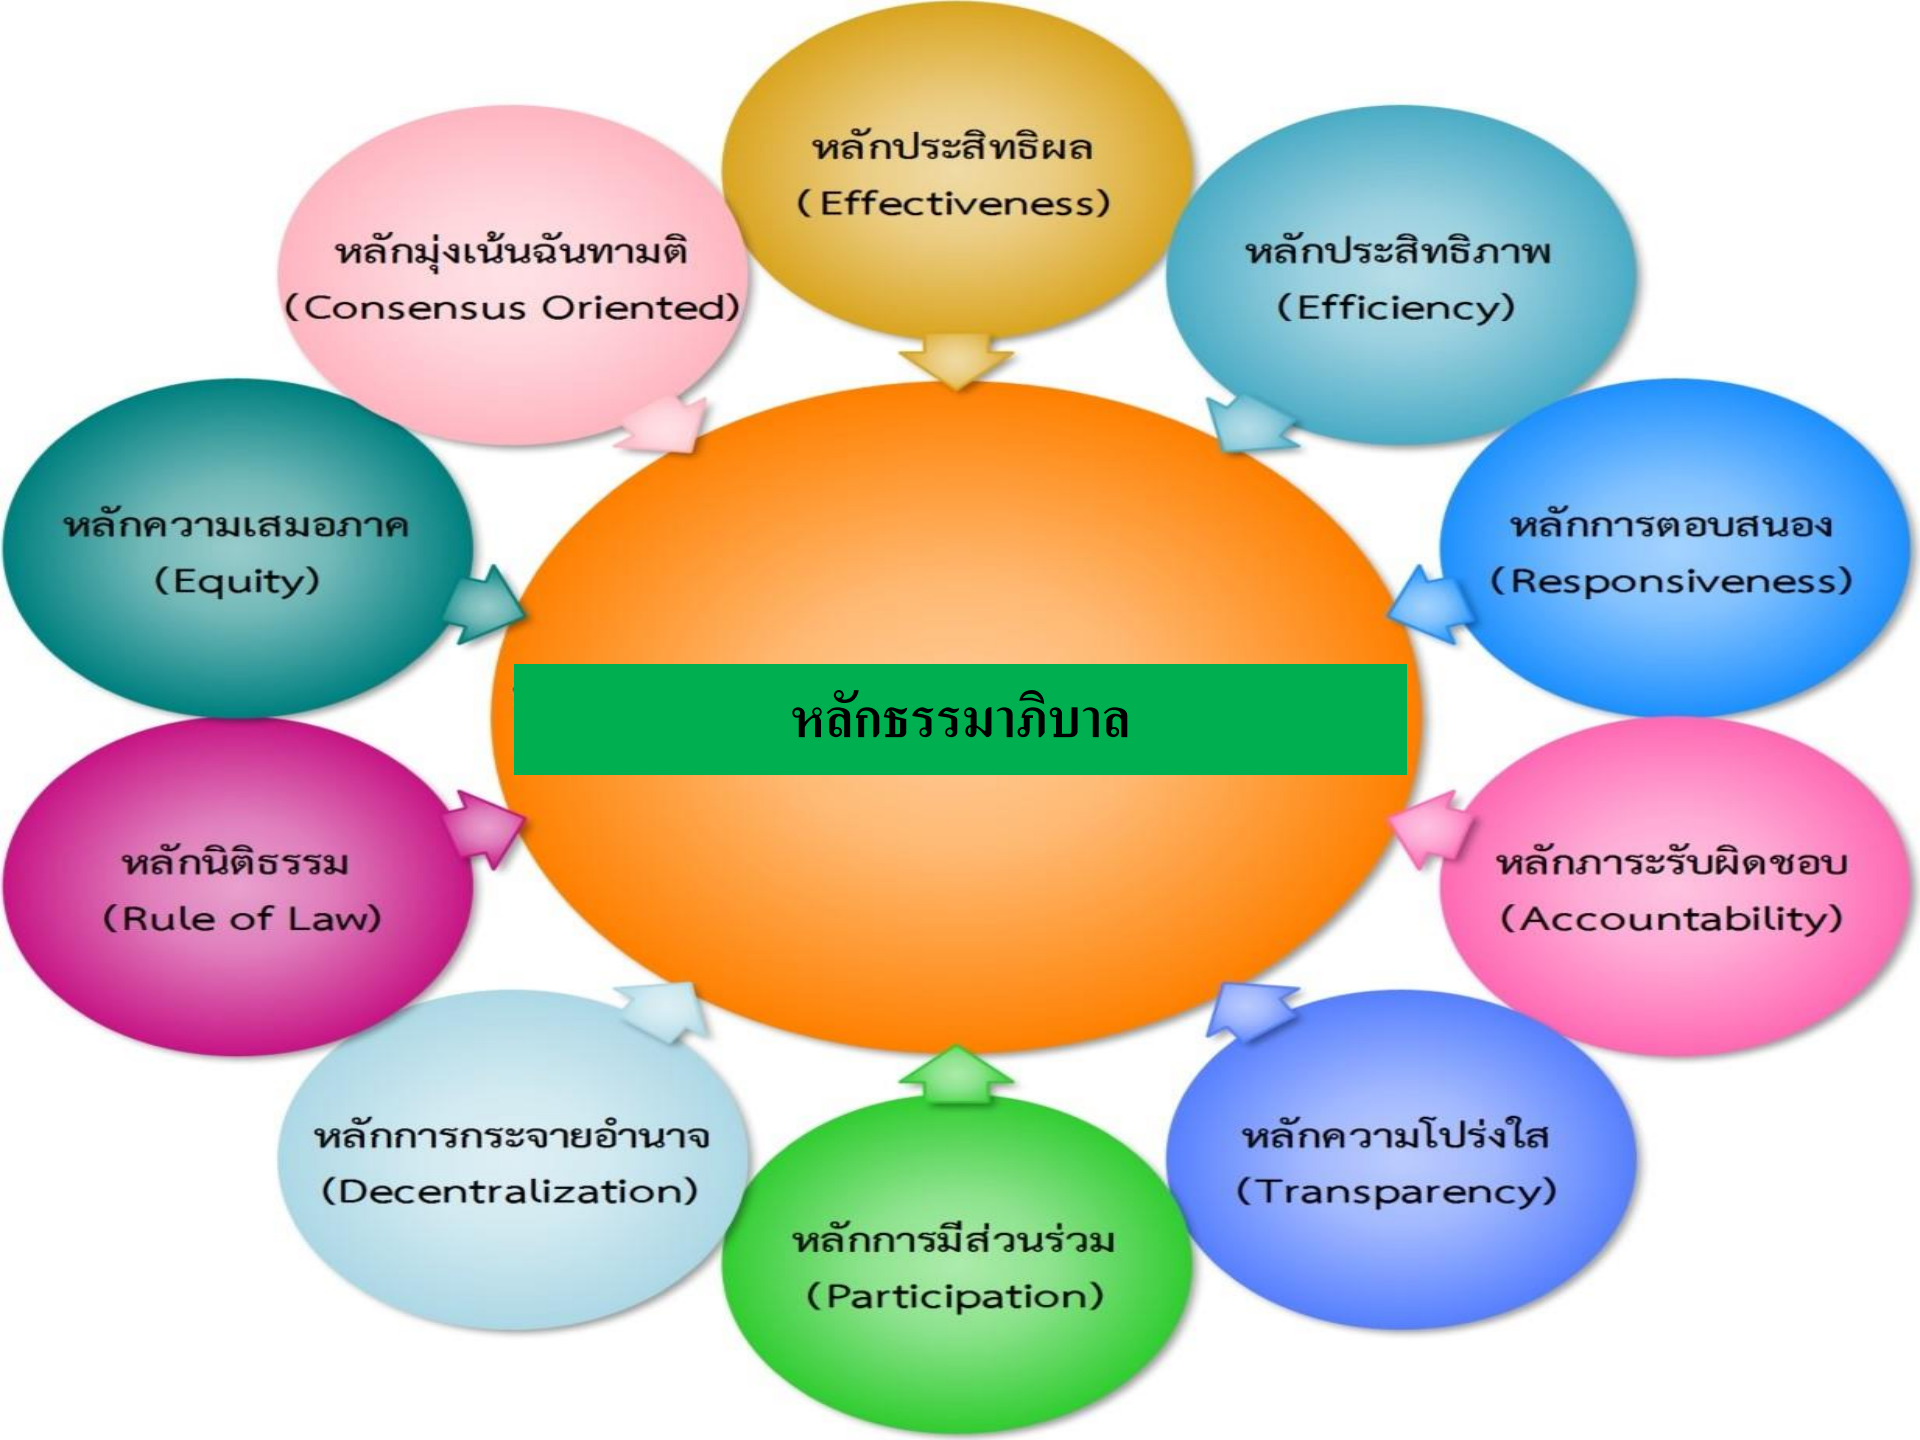 หลักประสิทธิผล
(Effectiveness)
หลักประสิทธิภาพ
(Efficiency)
หลักการตอบสนอง
(Responsiveness)
หลักภาระรับผิดชอบ
(Accountability)
หลักความโปร่งใส
(Transparency)
หลักการมีส่วนร่วม
(Participation)
หลักการกระจายอำนาจ
(Decentralization)
หลักนิติธรรม
(Rule of Law)
หลักความเสมอภาค
(Equity)
หลักมุ่งเน้นฉันทามติ
(Consensus Oriented)
หลักธรรมาภิบาล